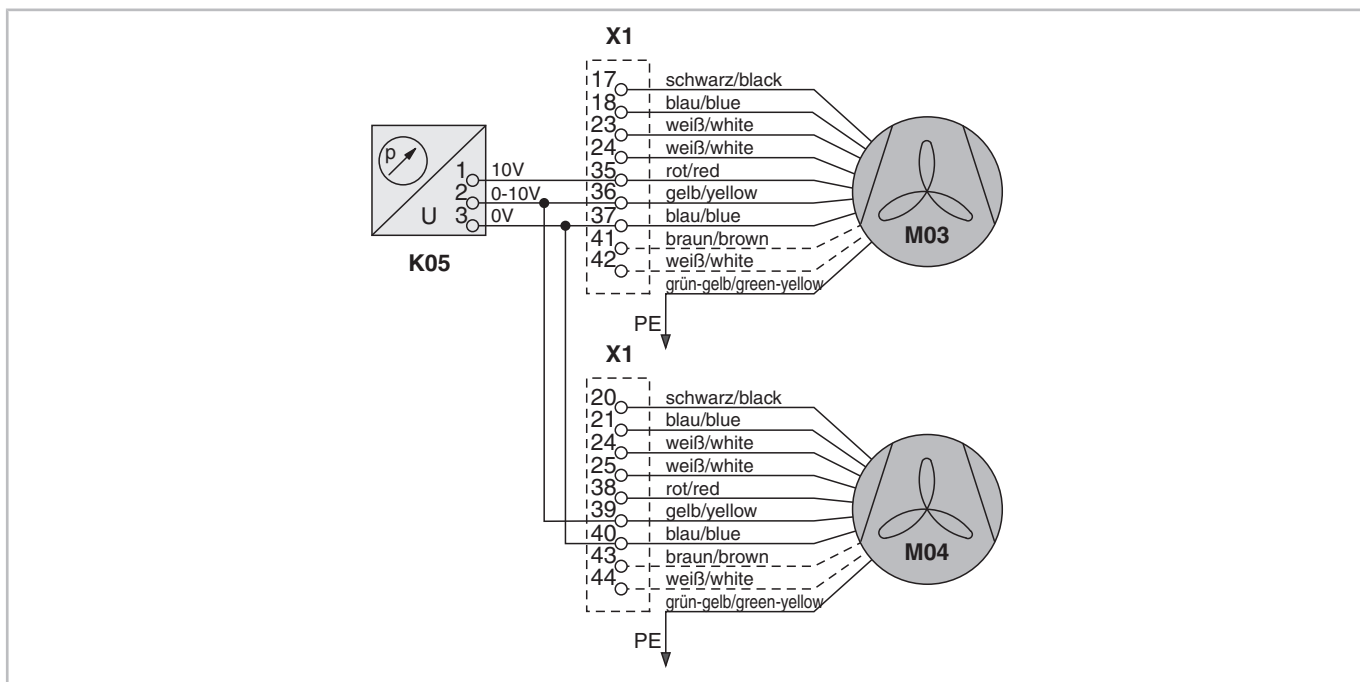 X1
17 schwarz/black
18 blau/blue
23 weiß/white
24 weiß/white
p
1 10V 35 rot/red
2 0-10V 36 gelb/yellow
U 3 0V 37 blau/blue
41 braun/brown
42 weiß/white
grün-gelb/green-yellow
M03
K05
PE
X1
20 schwarz/black
21 blau/blue
24 weiß/white
25 weiß/white
38 rot/red
39 gelb/yellow
40 blau/blue
43 braun/brown
44 weiß/white
grün-gelb/green-yellow
M04
PE